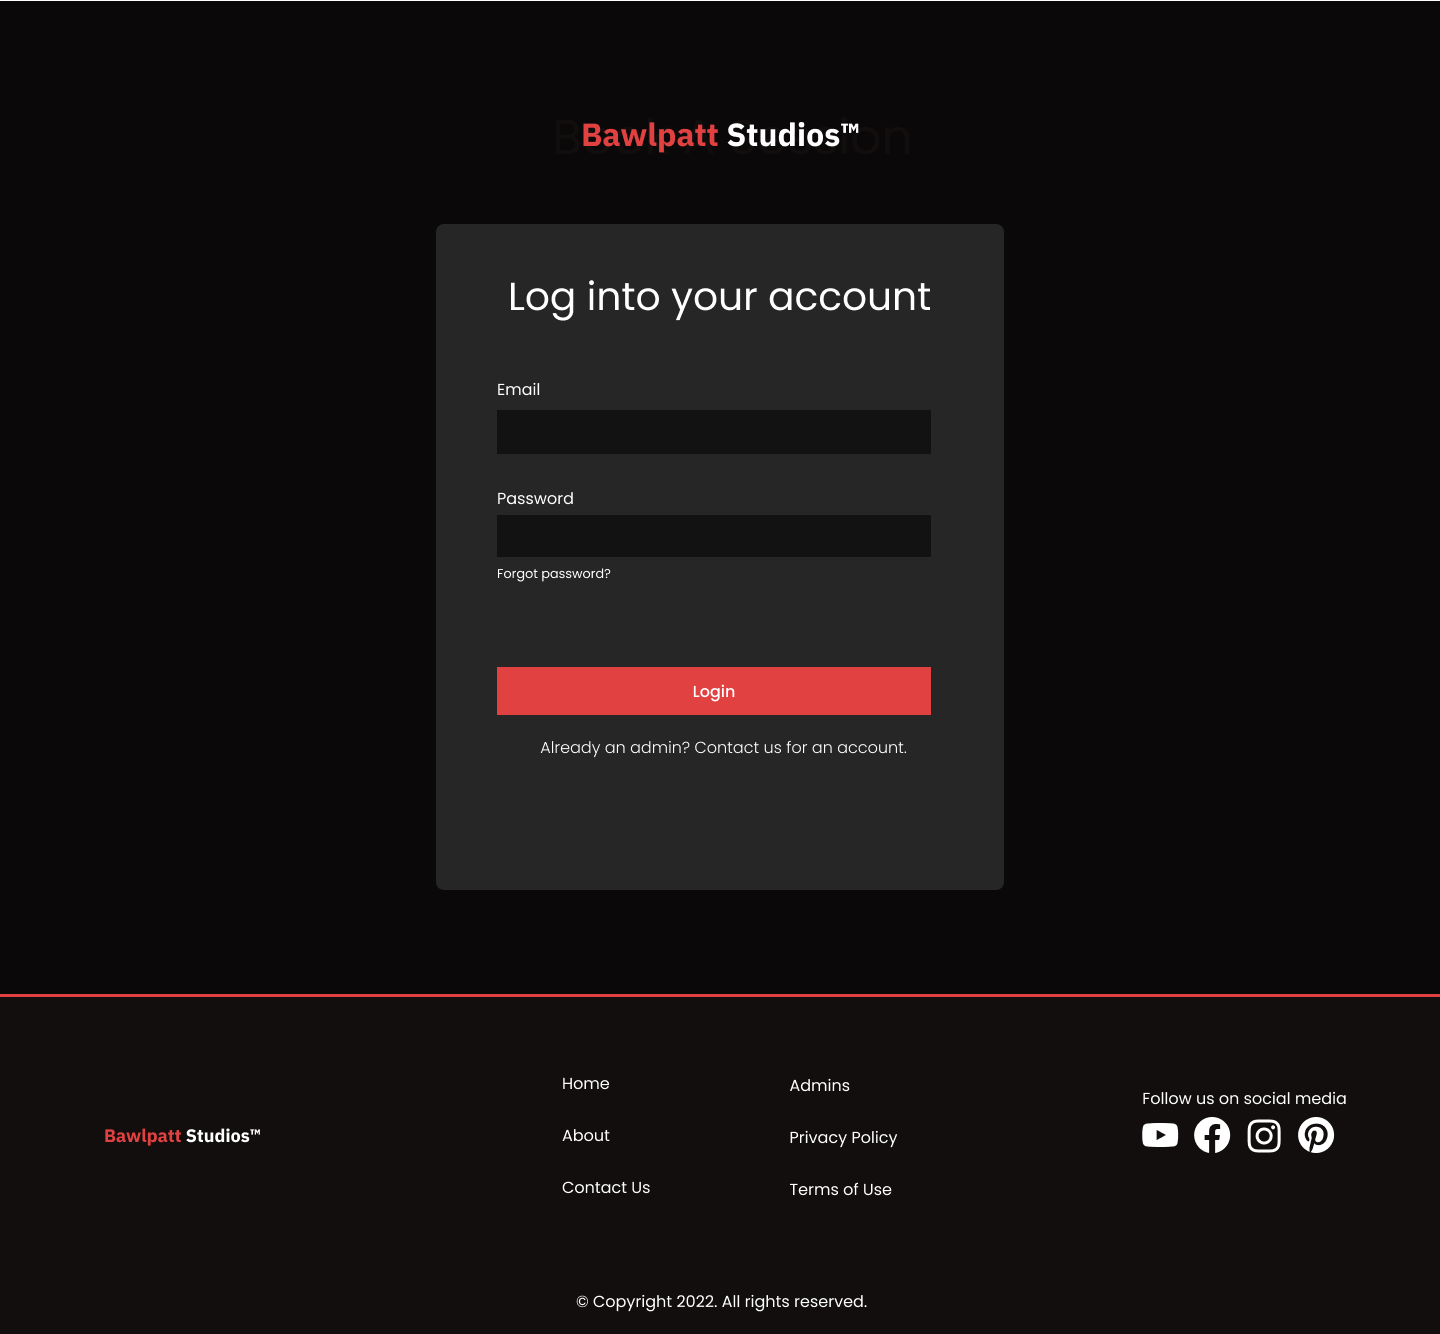 Bawlpatt Studios™
Log into your account
Email
Password
Forgot password?
Login
Already an admin? Contact us for an account.
Bawlpatt Studios™
Home
About
Contact Us
Admins
Privacy Policy
Terms of Use
Follow us on social media
© Copyright 2022. All rights reserved.